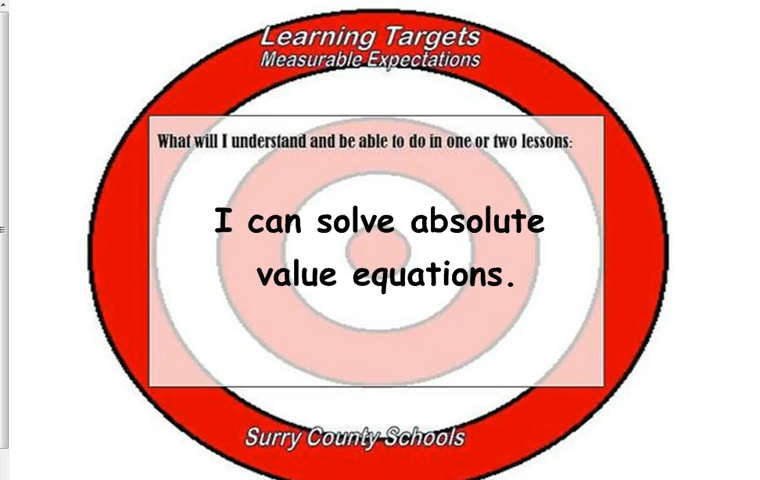 Learning Targets
Measurable Expectations
What will I understand and be able to do in one or two lessons:
I can solve absolute
value equations.
Surry County Schools